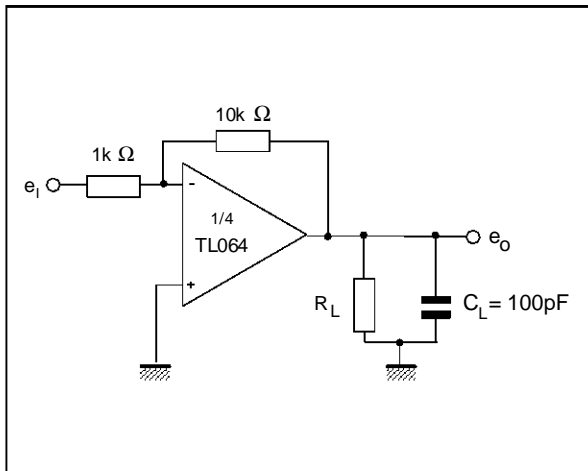 10k Ω
1k Ω
e_I
-
1/4
TL064
+
e_o
R_L
C_L = 100pF